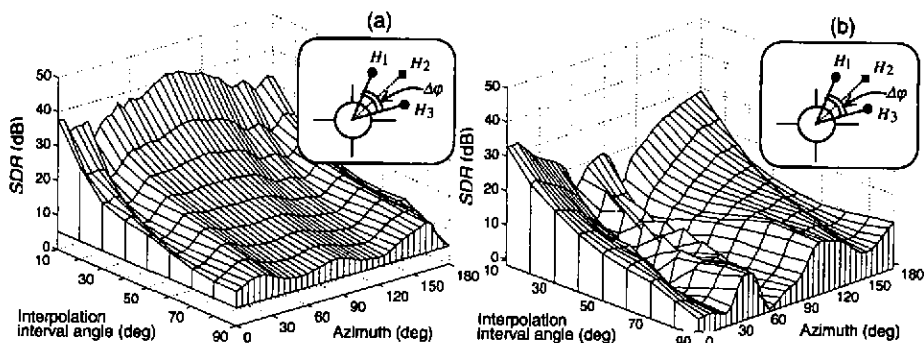 (a)
50
40
30
20
10
0
SDR (dB)
10
30
50
70
90
Interpolation
interval angle (deg)
0
30
60
90
120
150
180
Azimuth (deg)
H1
H2
Δφ
H3
(b)
50
40
30
20
10
0
SDR (dB)
10
30
50
70
90
Interpolation
interval angle (deg)
0
30
60
90
120
150
180
Azimuth (deg)
H1
H2
Δφ
H3